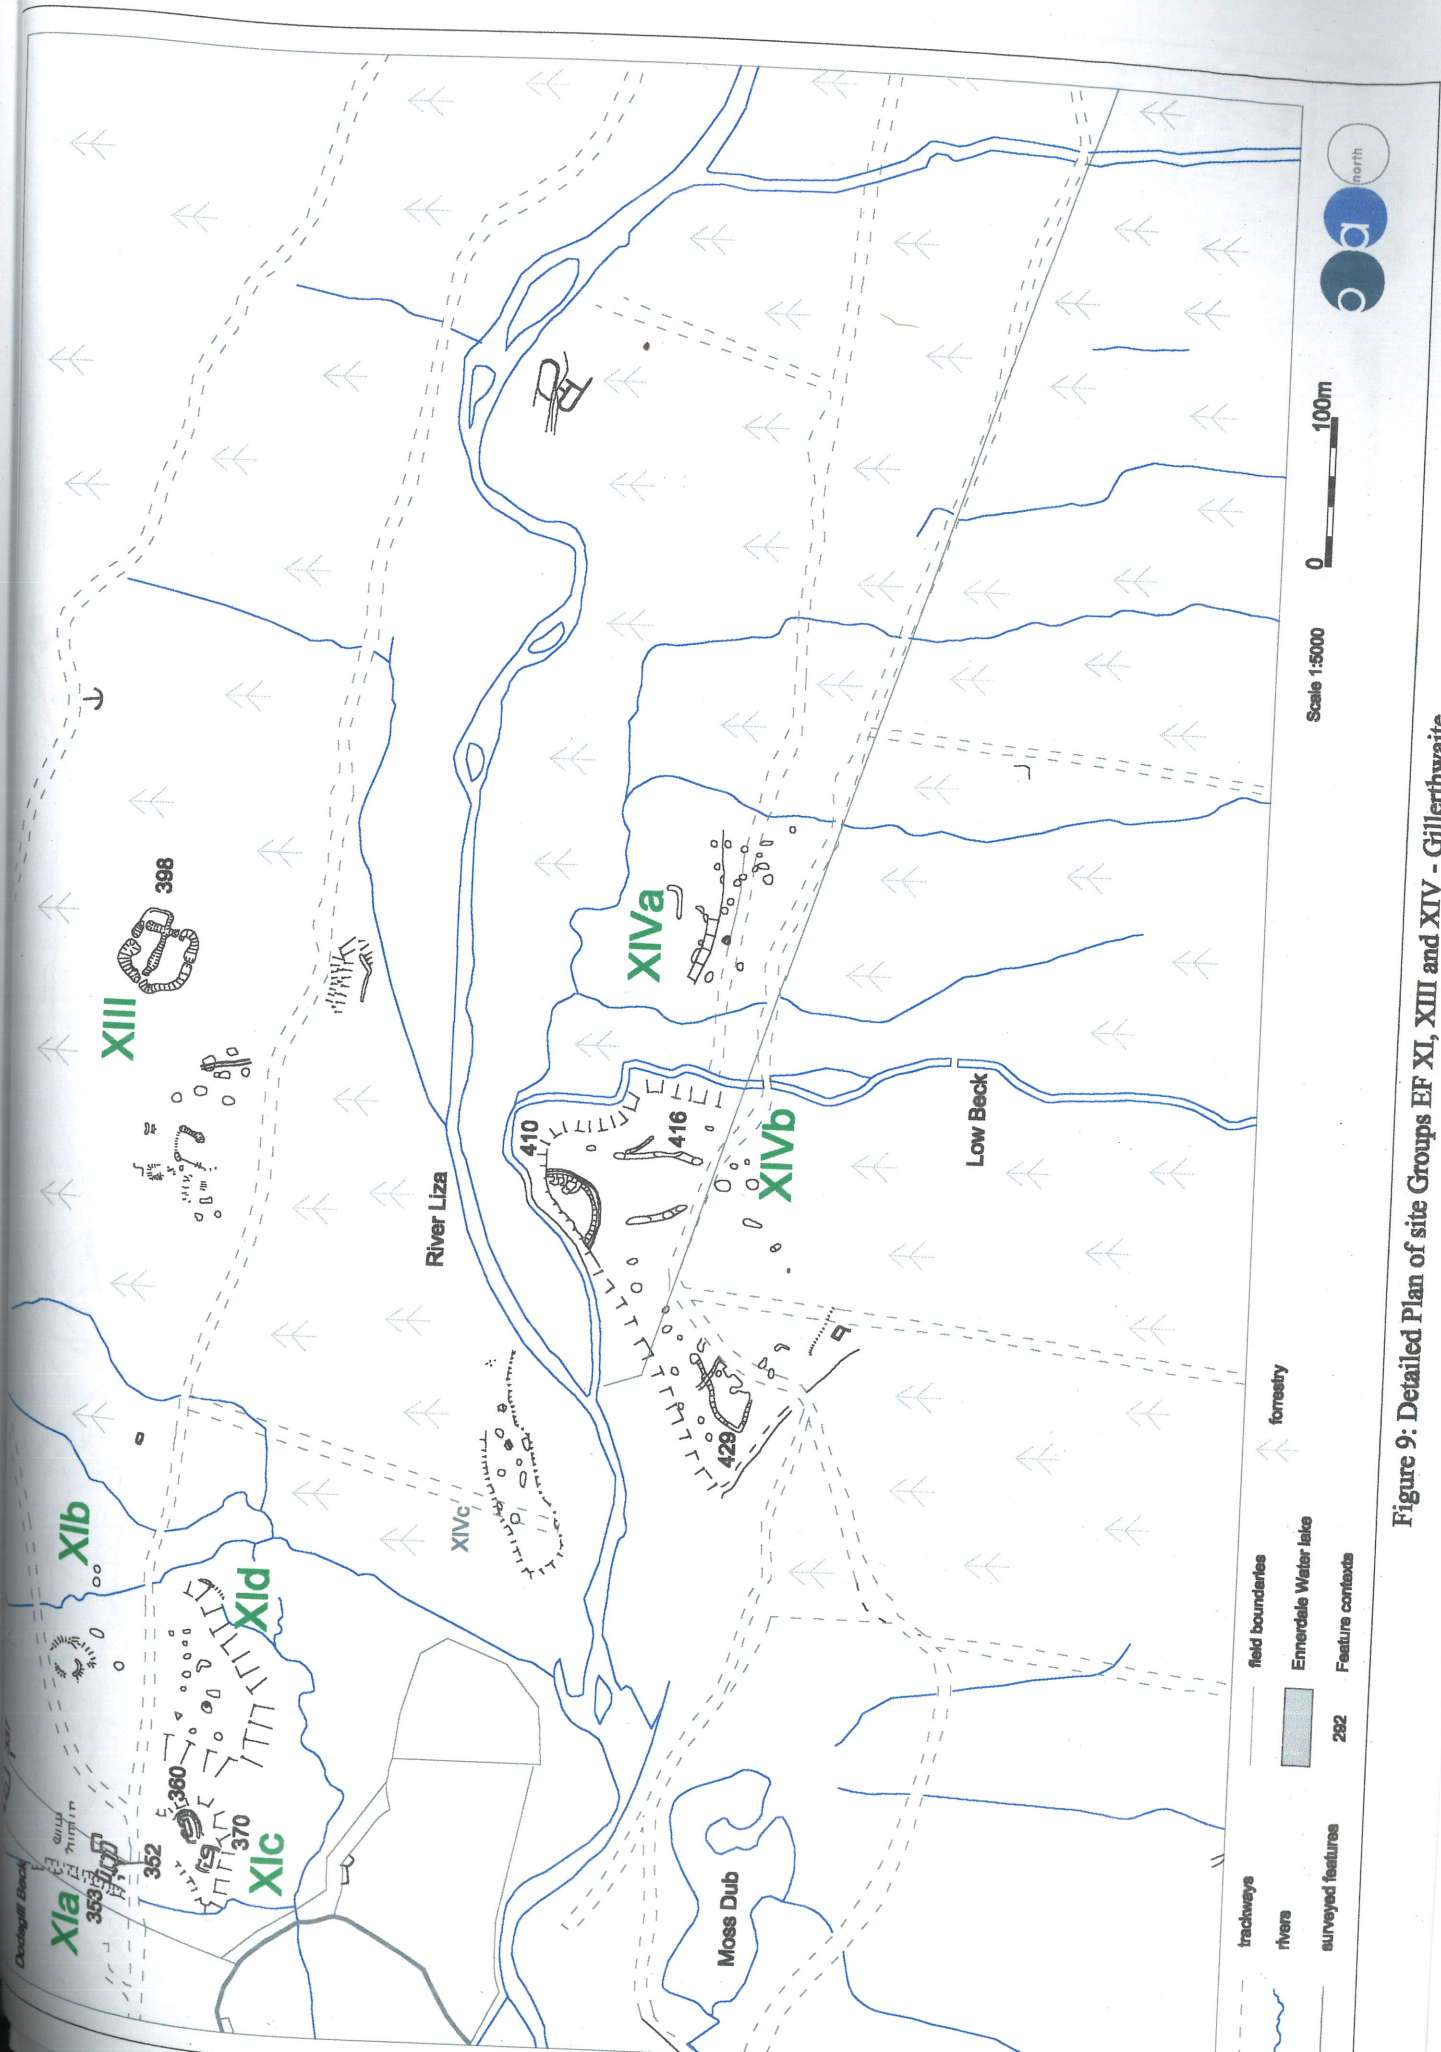 Dodsgill Beck
XIa
353
352
XIb
XIc
370
360
XId
XIII
398
River Liza
XIVc
XIVa
410
416
XIVb
429
Low Beck
Moss Dub
trackways
rivers
surveyed features
field boundaries
Ennerdale Water lake
292 Feature contexts
forrestry
Scale 1:5000
0 100m
north
Figure 9: Detailed Plan of site Groups EF XI, XIII and XIV - Gillerthwaite